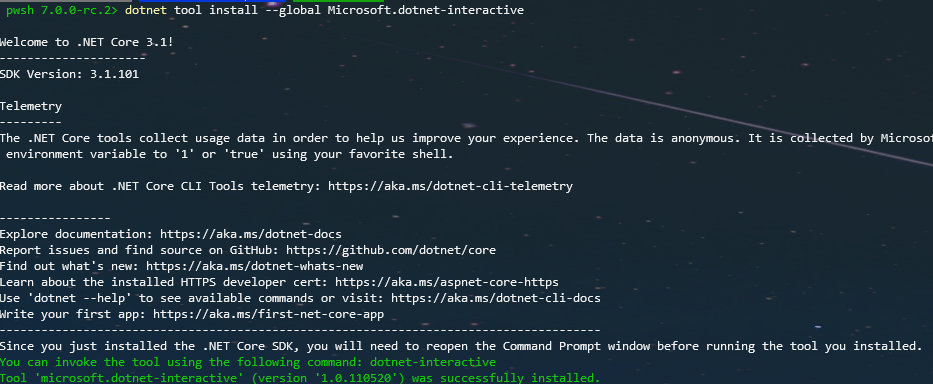 pwsh 7.0.0-rc.2> dotnet tool install --global Microsoft.dotnet-interactive
Welcome to .NET Core 3.1!
---------------------
SDK Version: 3.1.101
Telemetry
---------
The .NET Core tools collect usage data in order to help us improve your experience. The data is anonymous. It is collected by Microsof
environment variable to '1' or 'true' using your favorite shell.
Read more about .NET Core CLI Tools telemetry: https://aka.ms/dotnet-cli-telemetry
----------------
Explore documentation: https://aka.ms/dotnet-docs
Report issues and find source on GitHub: https://github.com/dotnet/core
Find out what's new: https://aka.ms/dotnet-whats-new
Learn about the installed HTTPS developer cert: https://aka.ms/aspnet-core-https
Use 'dotnet --help' to see available commands or visit: https://aka.ms/dotnet-cli-docs
Write your first app: https://aka.ms/first-net-core-app
--------------------------------------------------------------------------------------
Since you just installed the .NET Core SDK, you will need to reopen the Command Prompt window before running the tool you installed.
You can invoke the tool using the following command: dotnet-interactive
Tool 'microsoft.dotnet-interactive' (version '1.0.110520') was successfully installed.